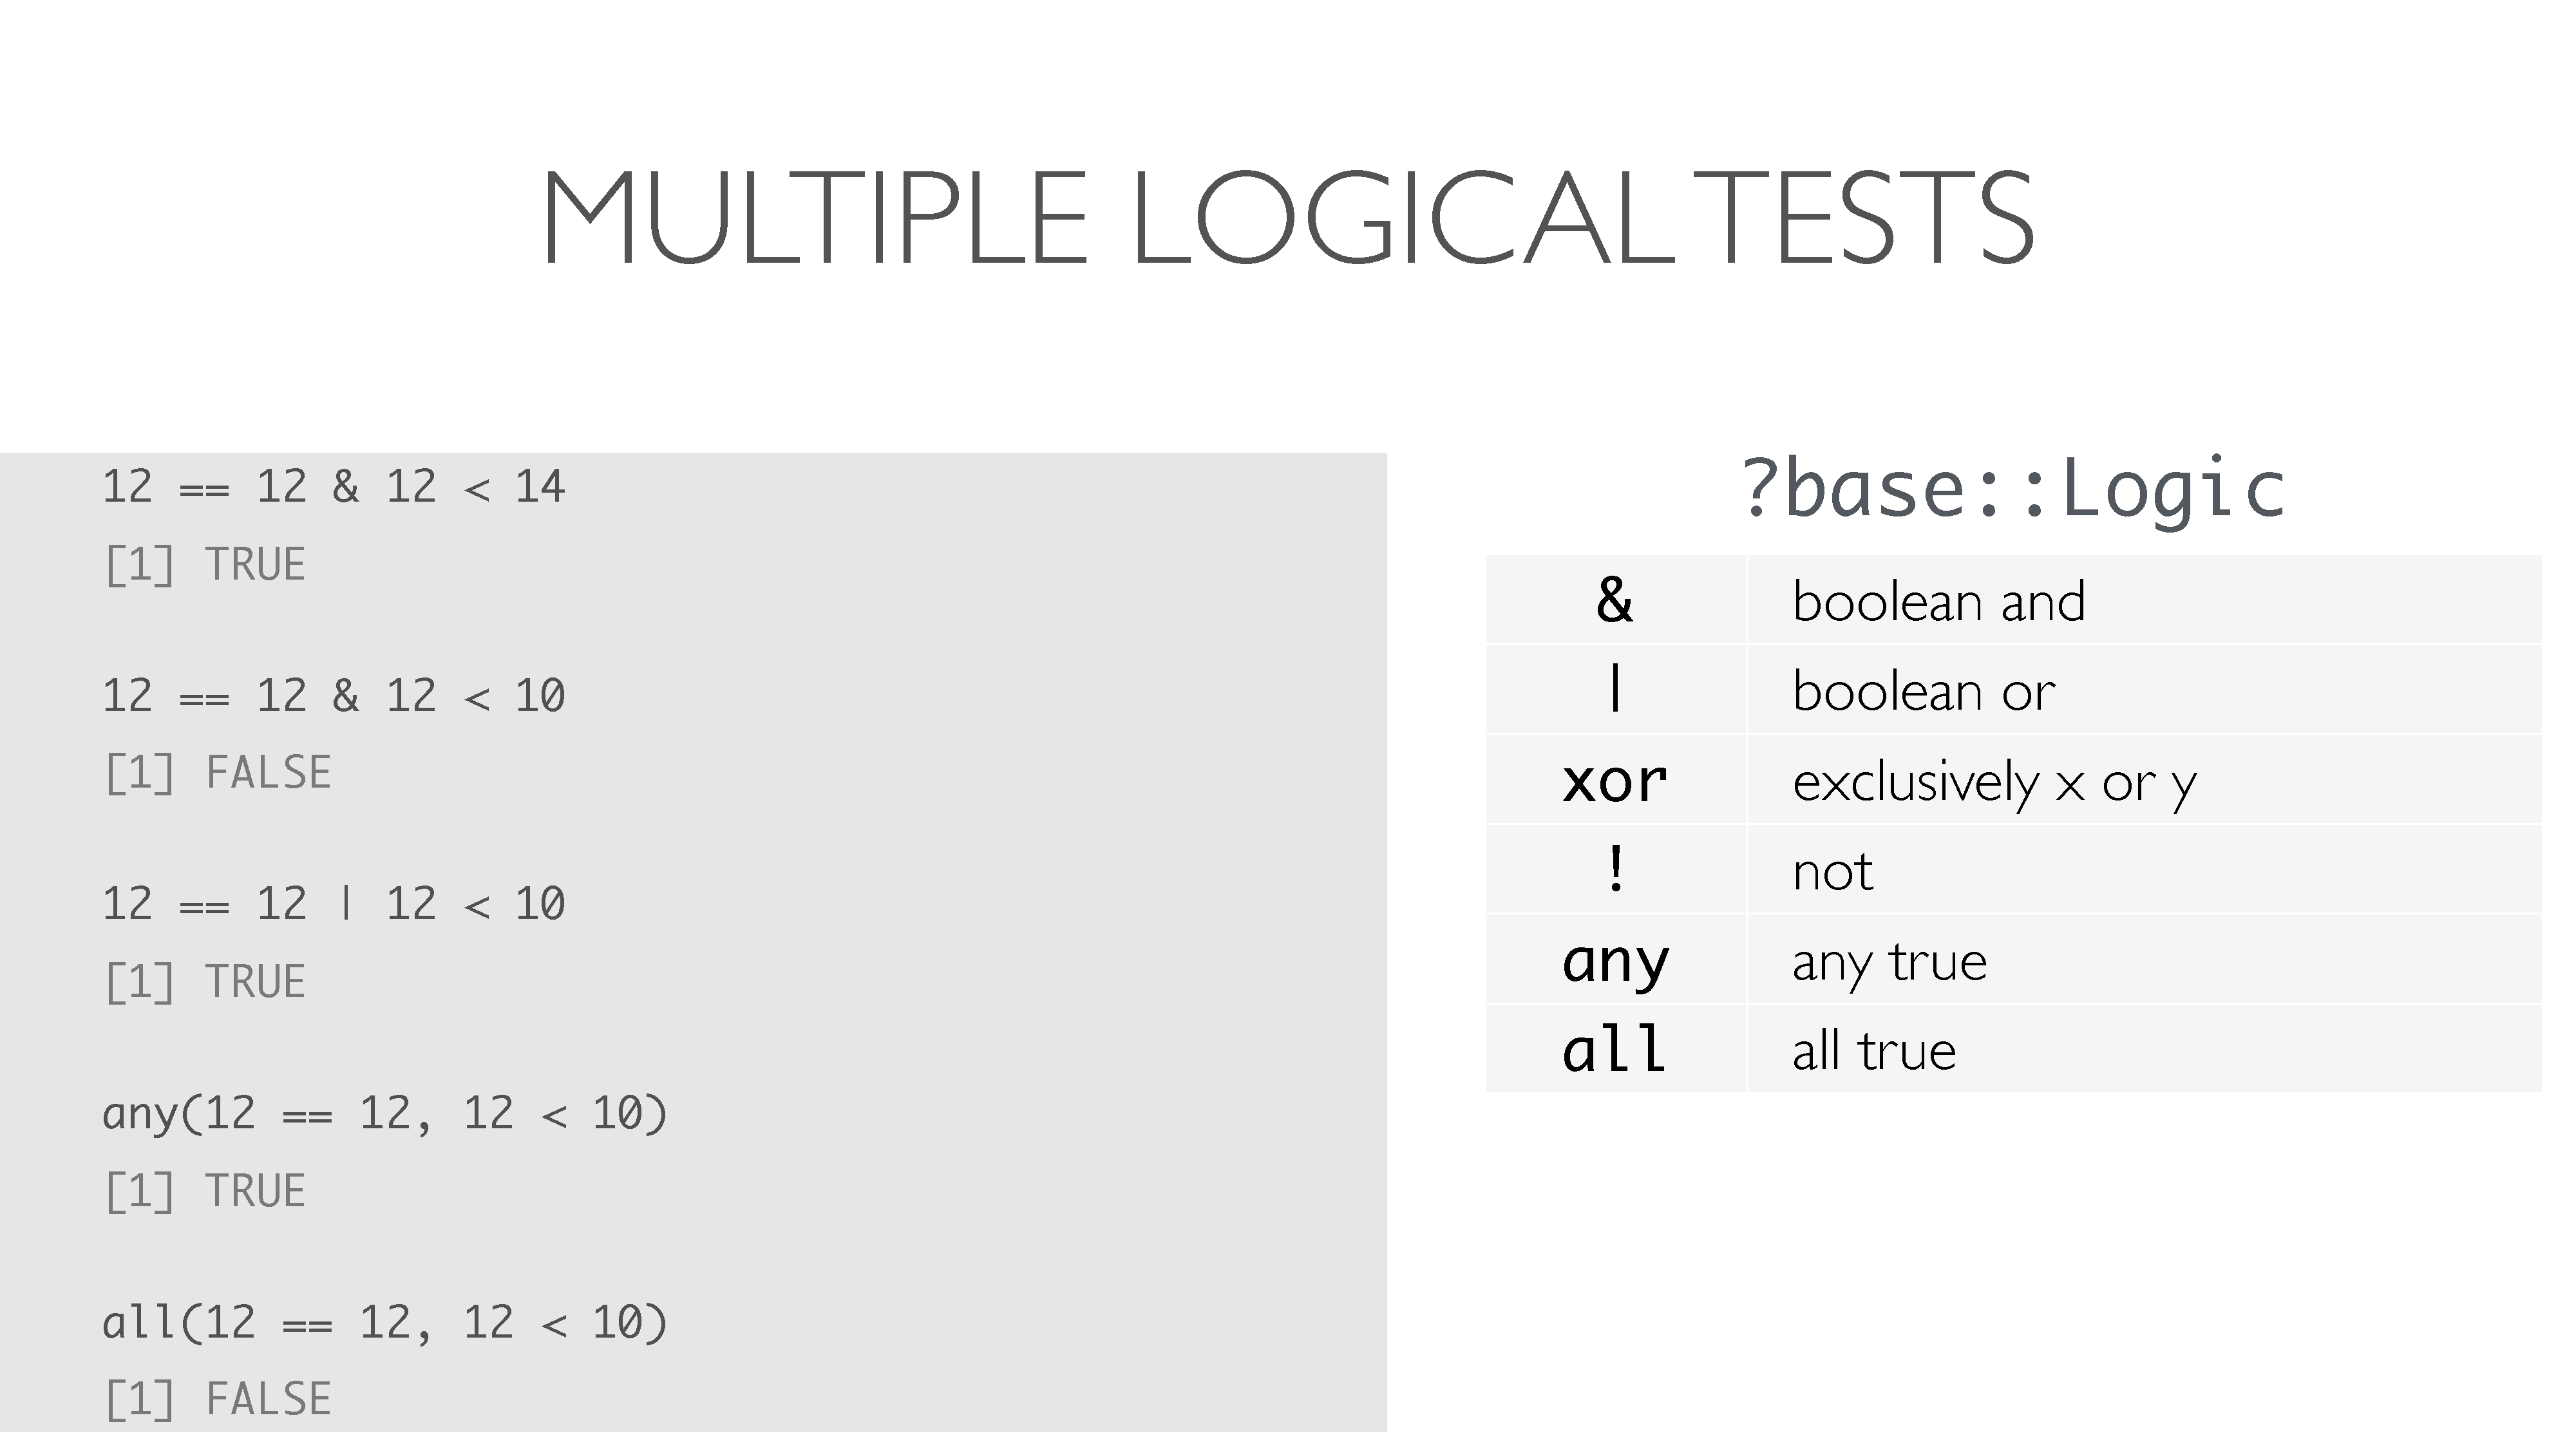 MULTIPLE LOGICAL TESTS
12 == 12 & 12 < 14
[1] TRUE
12 == 12 & 12 < 10
[1] FALSE
12 == 12 | 12 < 10
[1] TRUE
any(12 == 12, 12 < 10)
[1] TRUE
all(12 == 12, 12 < 10)
[1] FALSE
?base::Logic
& boolean and
| boolean or
xor exclusively x or y
! not
any any true
all all true